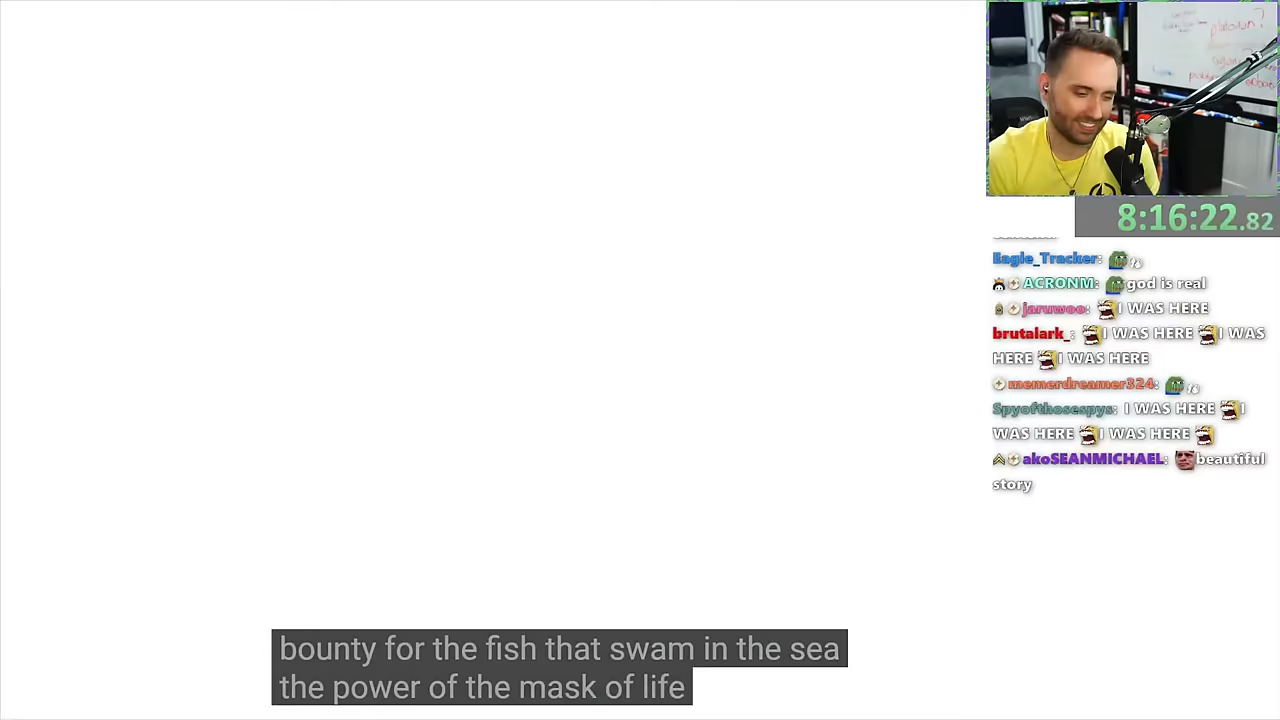 platoon?
8:16:22.82
Eagle_Tracker:
ACRONM: god is real
jaruwoo: I WAS HERE
brutalark_: I WAS HERE I WAS
HERE I WAS HERE
memerdreamer324:
Spyofthosespys: I WAS HERE I
WAS HERE I WAS HERE
akoSEANMICHAEL: beautiful
story
bounty for the fish that swam in the sea
the power of the mask of life